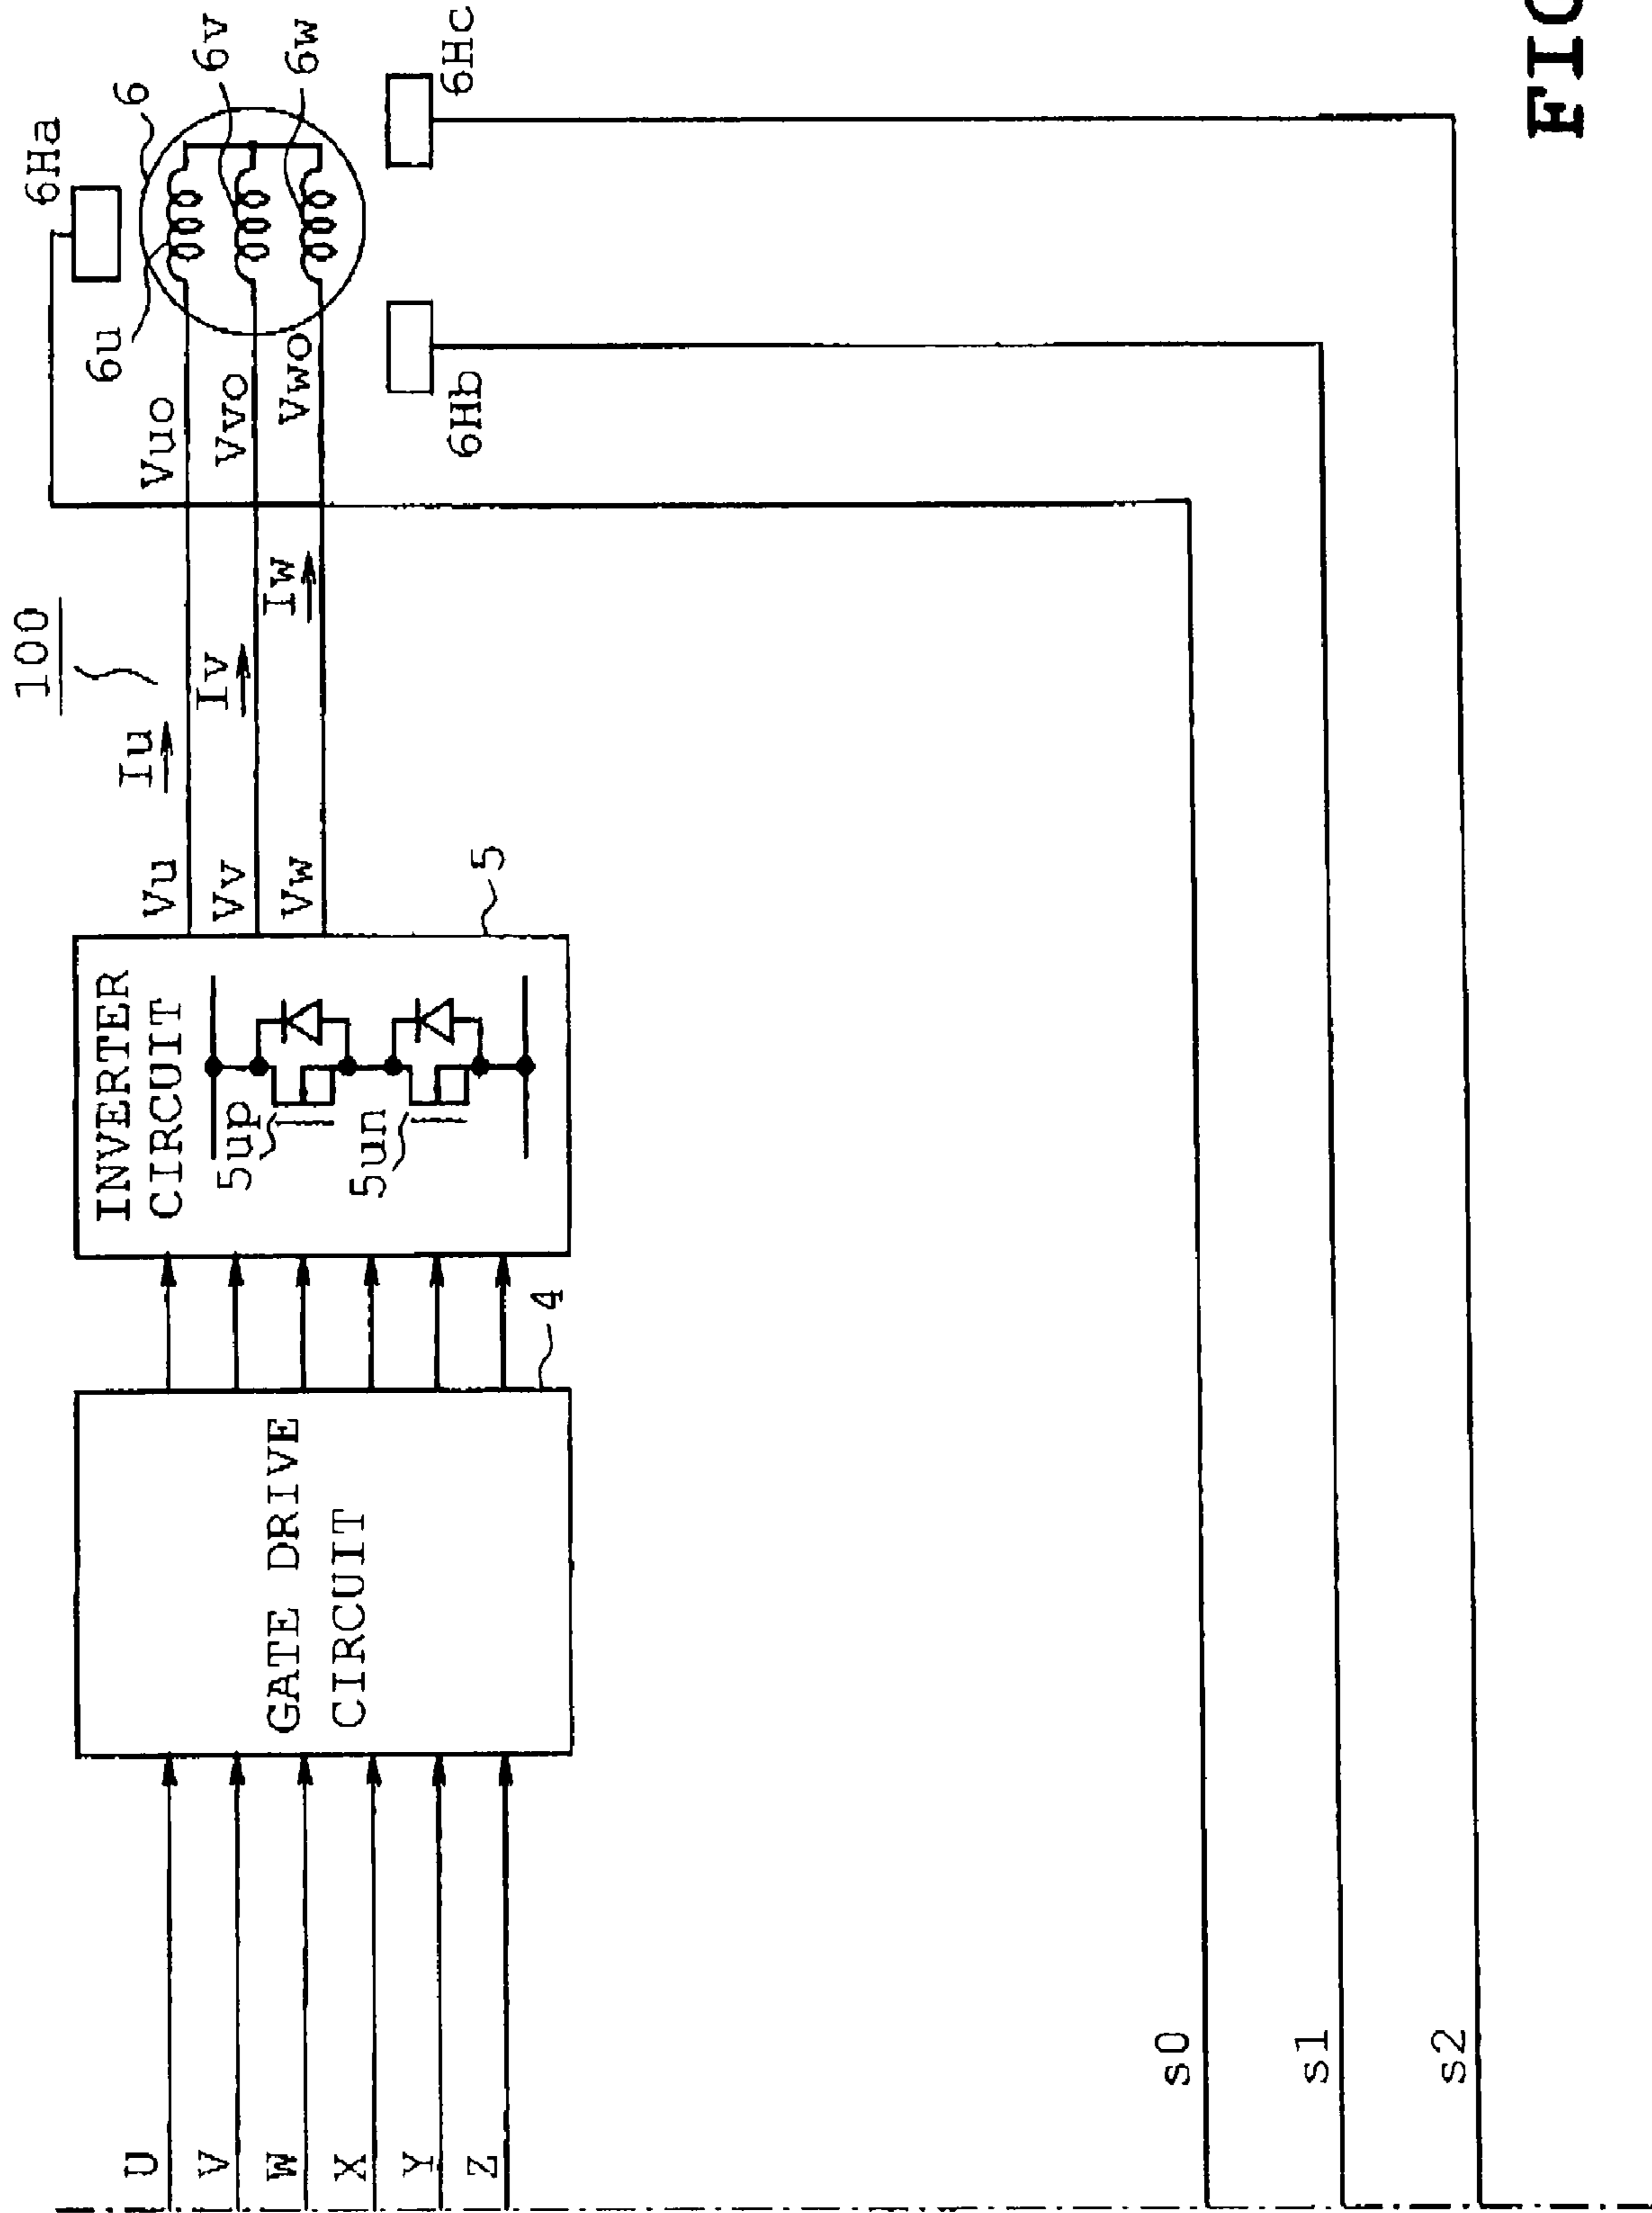 100
6Ha
6
6v
6w
6Hc
6u
Vuo
Vvo
Vwo
6Hb
Iu
Iv
Iw
Vu
Vv
Vw
5
INVERTER
CIRCUIT
5up
5un
4
GATE DRIVE
CIRCUIT
U
V
W
X
Y
Z
s0
s1
s2
FIG